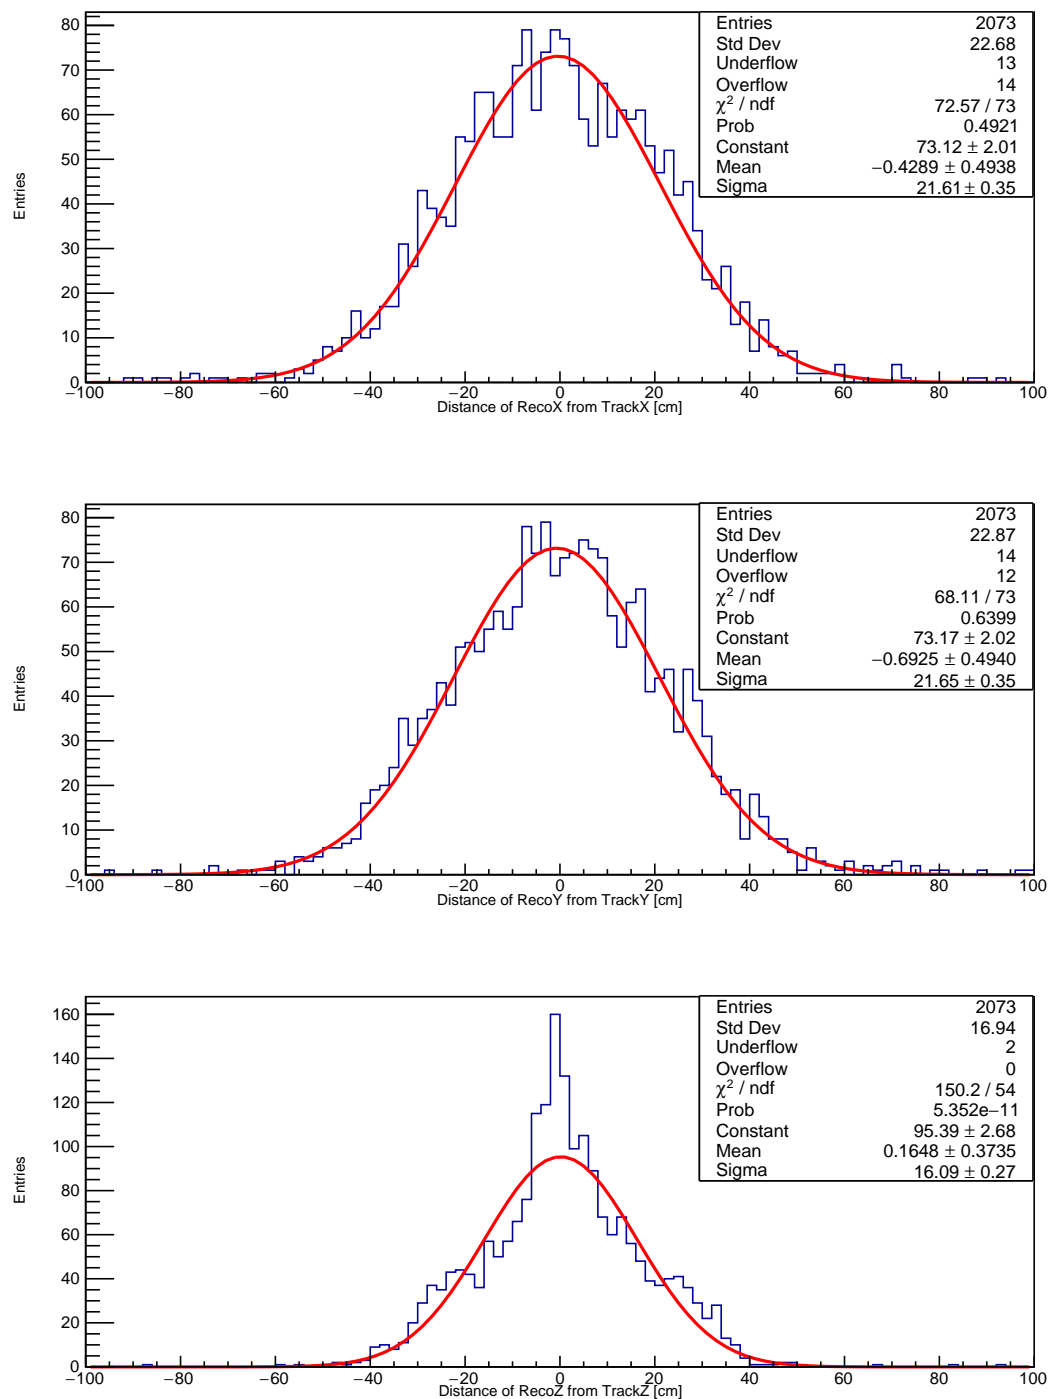 Entries 2073
Std Dev 22.68
Underflow 13
Overflow 14
χ² / ndf 72.57 / 73
Prob 0.4921
Constant 73.12 ± 2.01
Mean −0.4289 ± 0.4938
Sigma 21.61 ± 0.35
80
70
60
50
40
30
20
10
0
Entries
−100 −80 −60 −40 −20 0 20 40 60 80 100
Distance of RecoX from TrackX [cm]
Entries 2073
Std Dev 22.87
Underflow 14
Overflow 12
χ² / ndf 68.11 / 73
Prob 0.6399
Constant 73.17 ± 2.02
Mean −0.6925 ± 0.4940
Sigma 21.65 ± 0.35
80
70
60
50
40
30
20
10
0
Entries
−100 −80 −60 −40 −20 0 20 40 60 80 100
Distance of RecoY from TrackY [cm]
Entries 2073
Std Dev 16.94
Underflow 2
Overflow 0
χ² / ndf 150.2 / 54
Prob 5.352e−11
Constant 95.39 ± 2.68
Mean 0.1648 ± 0.3735
Sigma 16.09 ± 0.27
160
140
120
100
80
60
40
20
0
Entries
−100 −80 −60 −40 −20 0 20 40 60 80 100
Distance of RecoZ from TrackZ [cm]